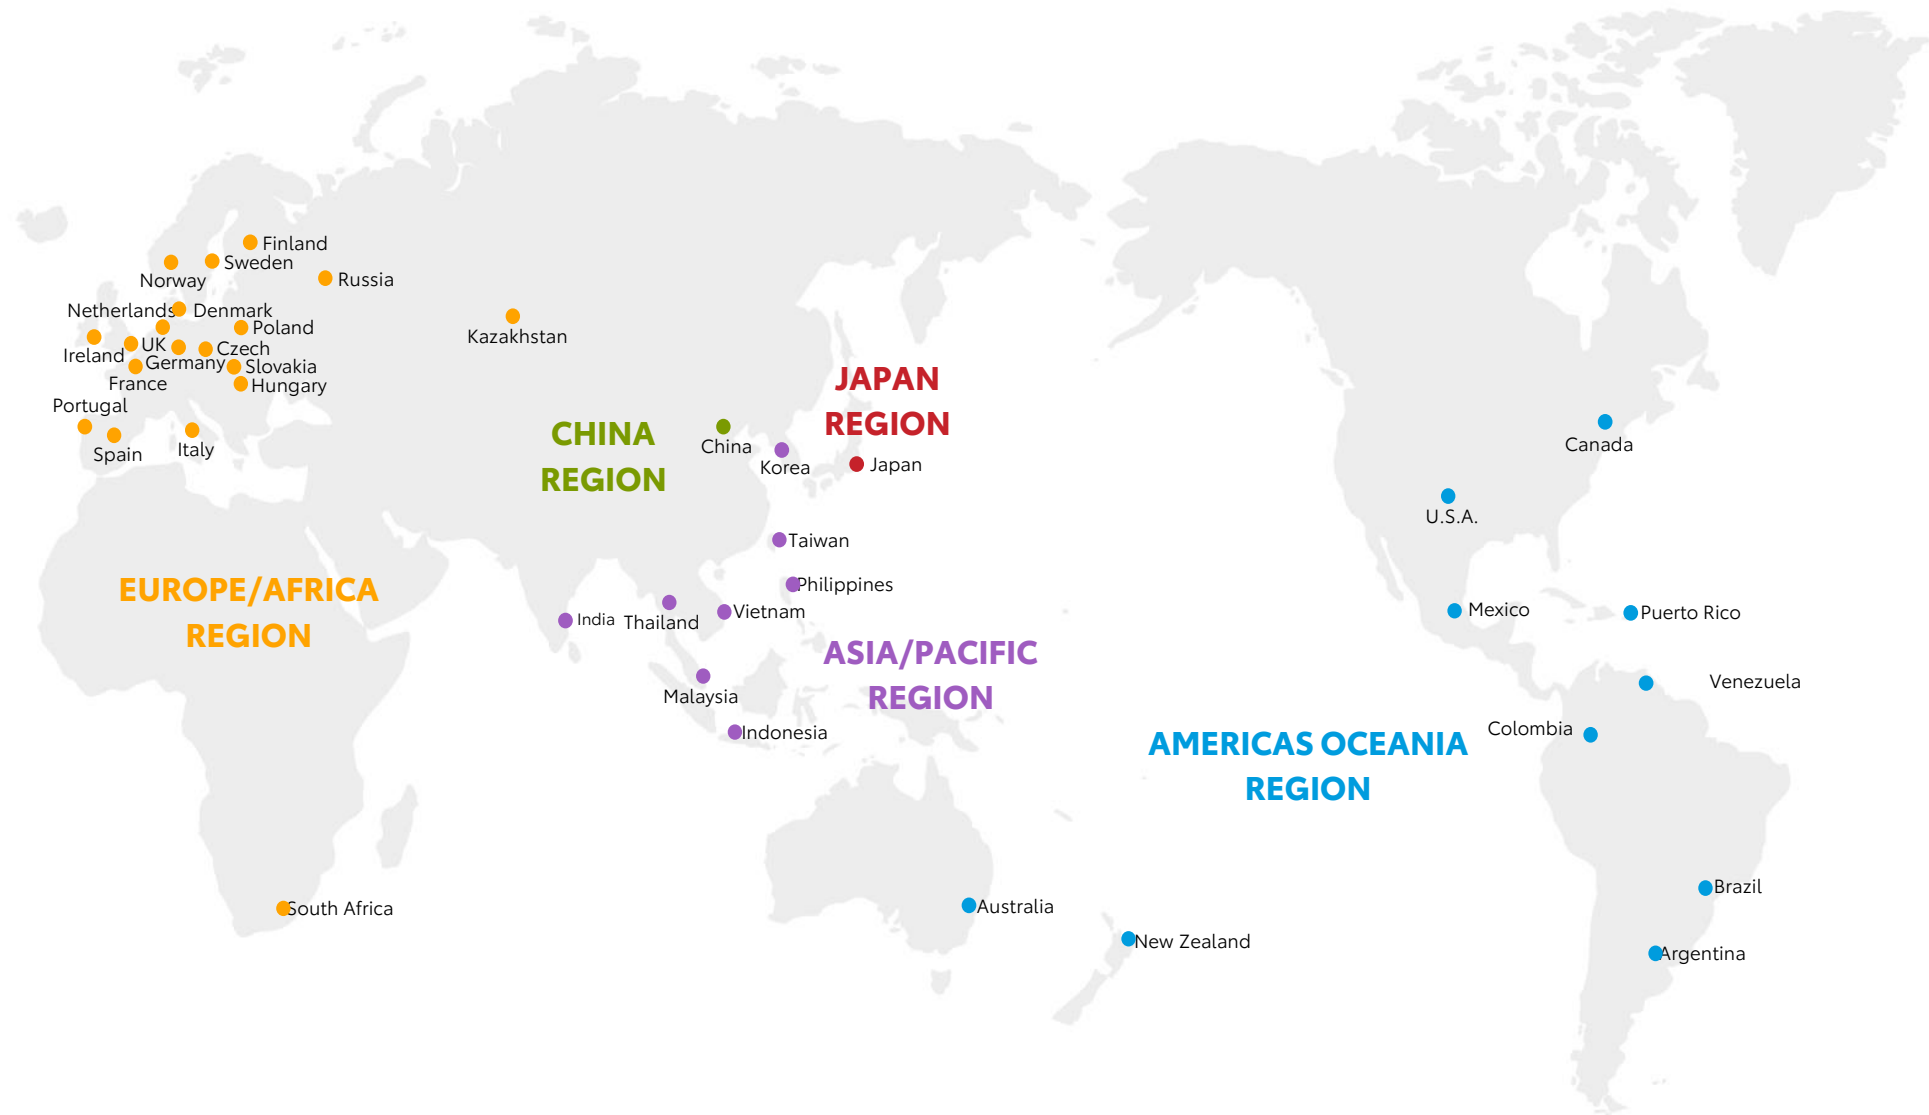 Finland
Sweden
Norway
Russia
Netherlands
Denmark
Poland
Kazakhstan
UK
Czech
Ireland
Germany
Slovakia
France
Hungary
Portugal
Spain
Italy
JAPAN
REGION
CHINA
REGION
China
Korea
Japan
Canada
U.S.A.
Taiwan
Philippines
EUROPE/AFRICA
REGION
India
Thailand
Vietnam
Mexico
Puerto Rico
ASIA/PACIFIC
REGION
Malaysia
Venezuela
Indonesia
Colombia
AMERICAS OCEANIA
REGION
Brazil
South Africa
Australia
New Zealand
Argentina